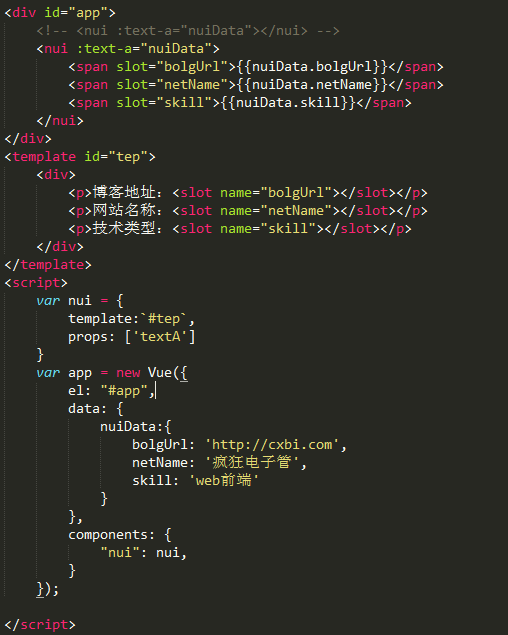 <div id="app">
    <!-- <nui :text-a="nuiData"></nui> -->
    <nui :text-a="nuiData">
        <span slot="bolgUrl">{{nuiData.bolgUrl}}</span>
        <span slot="netName">{{nuiData.netName}}</span>
        <span slot="skill">{{nuiData.skill}}</span>
    </nui>
</div>
<template id="tep">
    <div>
        <p>博客地址：<slot name="bolgUrl"></slot></p>
        <p>网站名称：<slot name="netName"></slot></p>
        <p>技术类型：<slot name="skill"></slot></p>
    </div>
</template>
<script>
    var nui = {
        template:`#tep`,
        props: ['textA']
    }
    var app = new Vue({
        el: "#app",
        data: {
            nuiData:{
                bolgUrl: 'http://cxbi.com',
                netName: '疯狂电子管',
                skill: 'web前端'
            }
        },
        components: {
            "nui": nui,
        }
    });
</script>